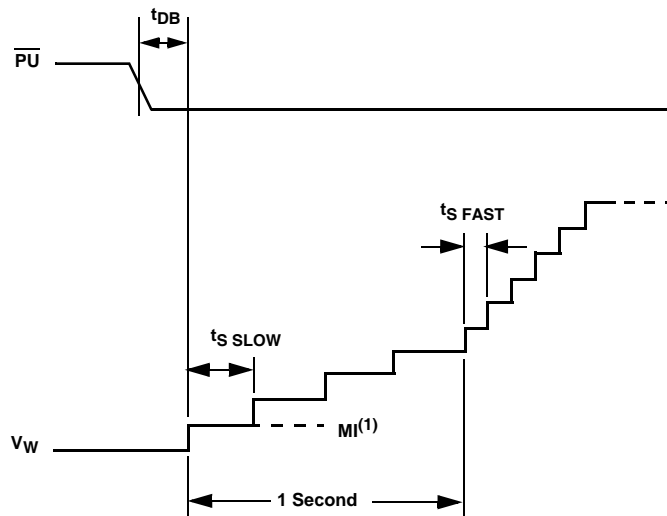 tDB
PU
tS FAST
tS SLOW
MI(1)
VW
1 Second